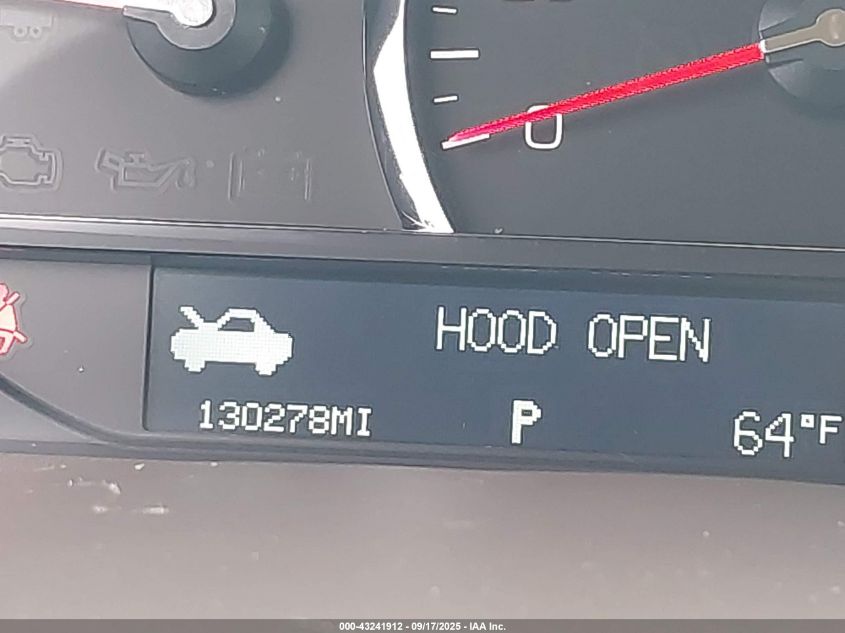 0
HOOD OPEN
130278MI P 64°F
000-43241912 - 09/17/2025 - IAA Inc.